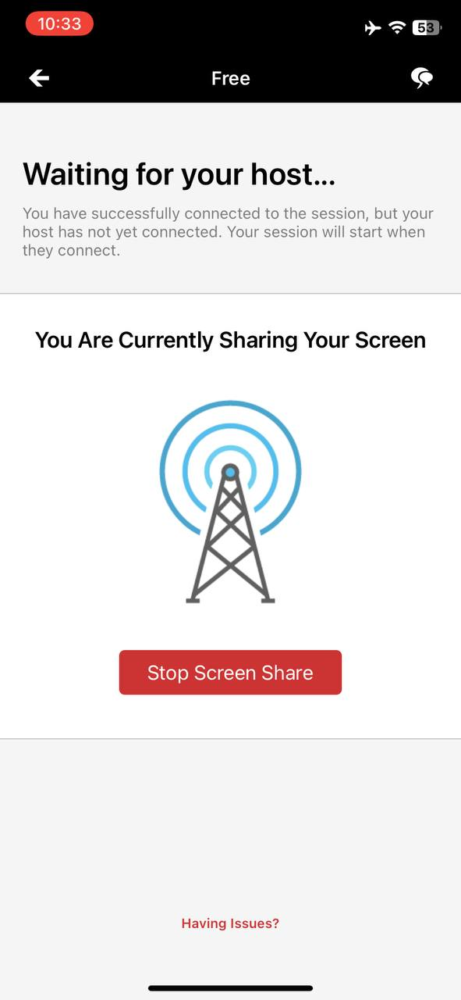 10:33
53
Free
Waiting for your host...
You have successfully connected to the session, but your
host has not yet connected. Your session will start when
they connect.
You Are Currently Sharing Your Screen
Stop Screen Share
Having Issues?